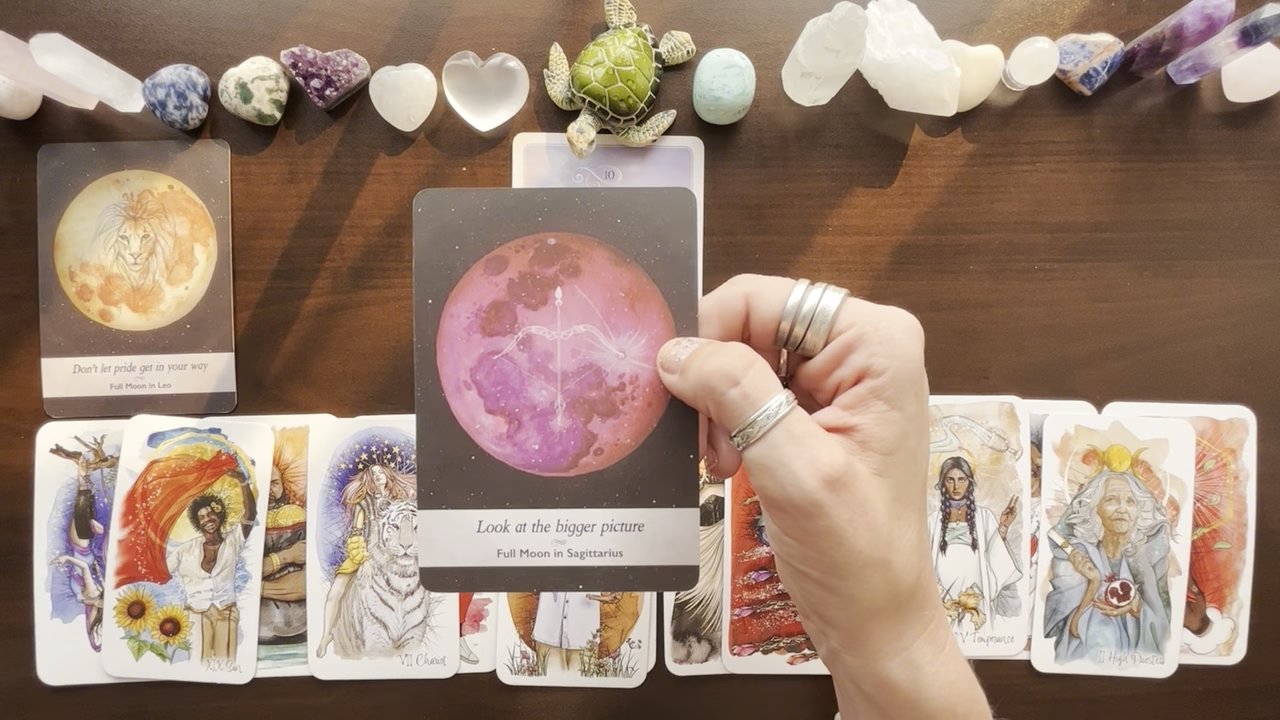 10
Don't let pride get in your way
Full Moon in Leo
Look at the bigger picture
Full Moon in Sagittarius
XIX Sun
VII Chariot
Temperance
II High Priestess